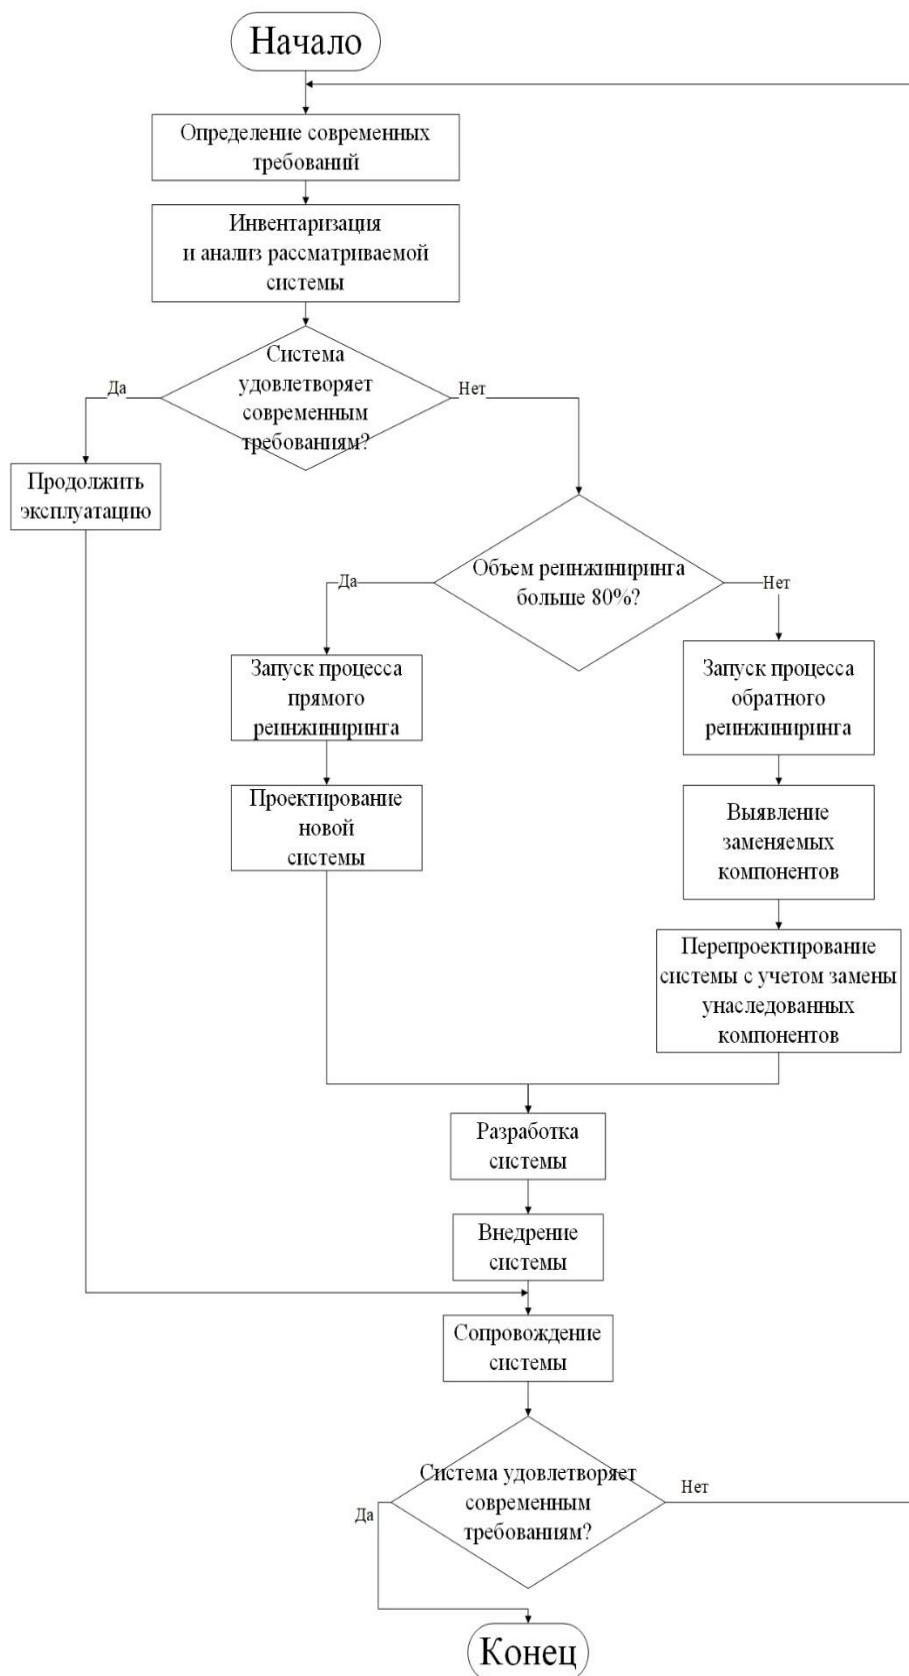 Начало
Определение современных
требований
Инвентаризация
и анализ рассматриваемой
системы
Система
удовлетворяет
современным
требованиям?
Да
Нет
Продолжить
эксплуатацию
Объем реинжиниринга
больше 80%?
Да
Нет
Запуск процесса
прямого
реинжиниринга
Запуск процесса
обратного
реинжиниринга
Проектирование
новой
системы
Выявление
заменяемых
компонентов
Перепроектирование
системы с учетом замены
унаследованных
компонентов
Разработка
системы
Внедрение
системы
Сопровождение
системы
Система удовлетворяет
современным
требованиям?
Да
Нет
Конец